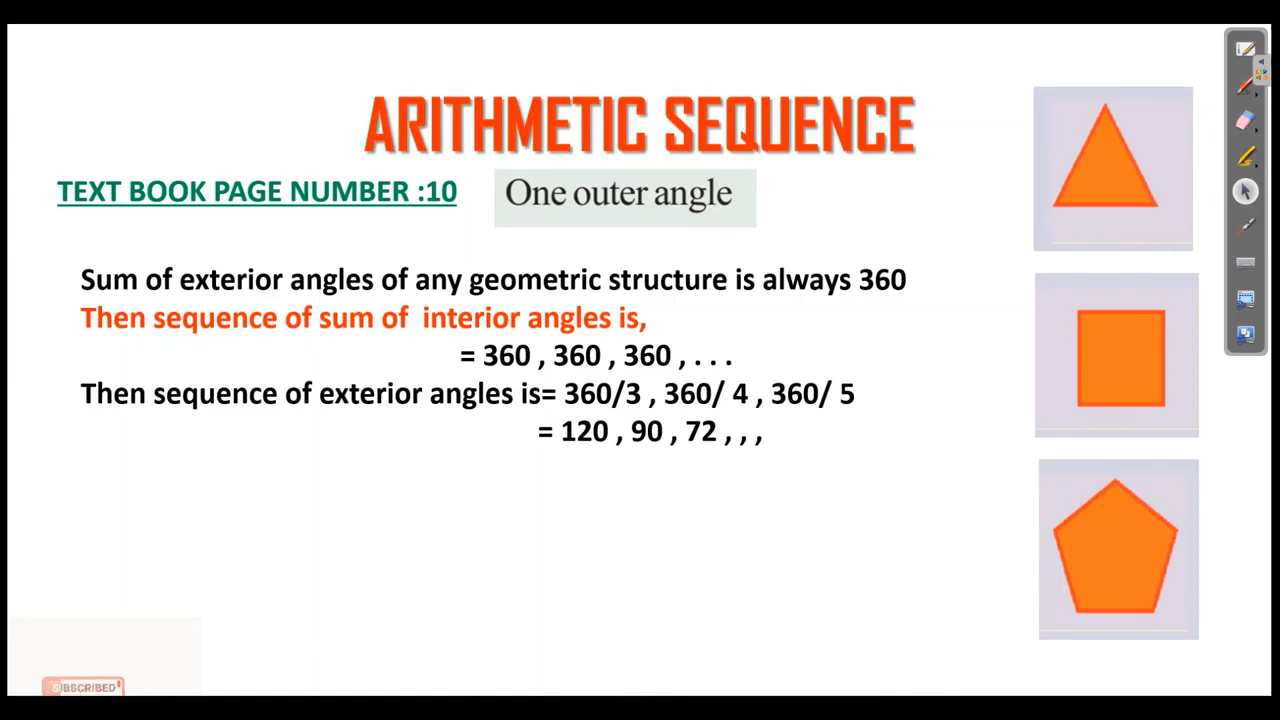 ARITHMETIC SEQUENCE
TEXT BOOK PAGE NUMBER :10
One outer angle
Sum of exterior angles of any geometric structure is always 360
Then sequence of sum of  interior angles is,
= 360 , 360 , 360 , . . .
Then sequence of exterior angles is= 360/3 , 360/ 4 , 360/ 5
= 120 , 90 , 72 , , ,
SUBSCRIBED